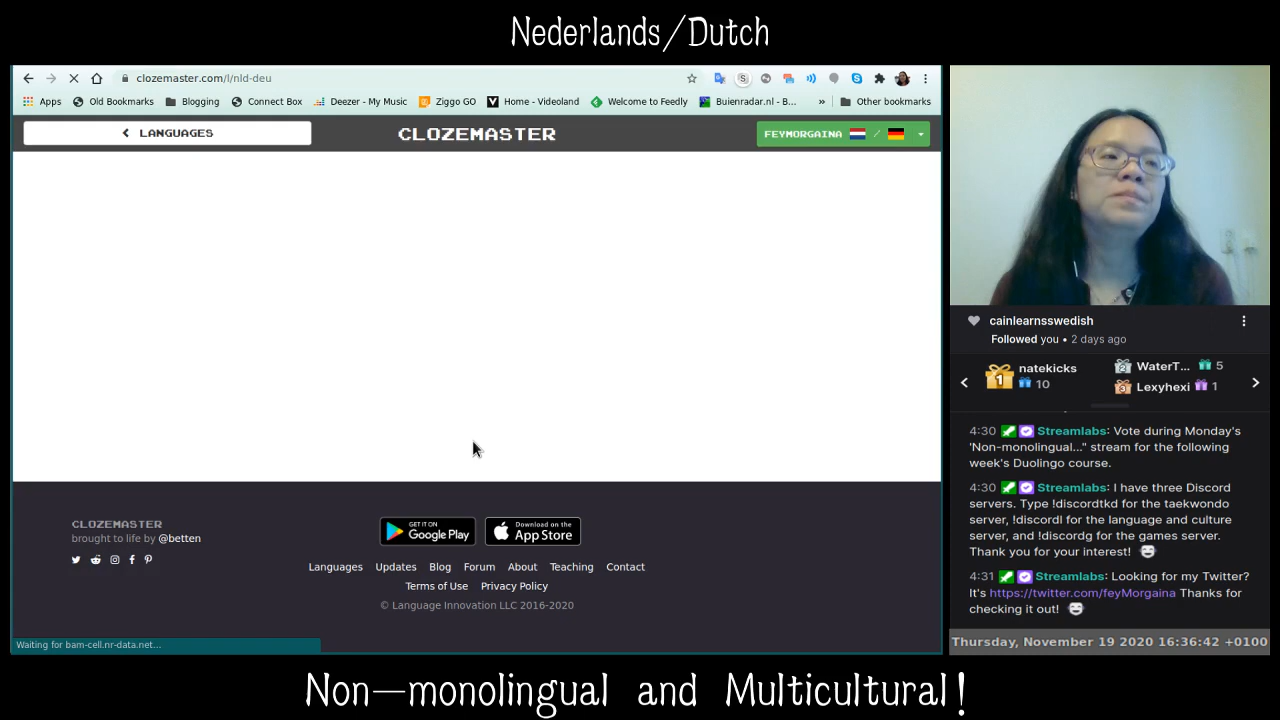 Nederlands/Dutch
clozemaster.com/l/nld-deu
Apps Old Bookmarks Blogging Connect Box Deezer - My Music Ziggo GO Home - Videoland Welcome to Feedly Buienradar.nl - B... » Other bookmarks
LANGUAGES
CLOZEMASTER
FEYMORGAINA /
cainlearnsswedish
Followed you • 2 days ago
natekicks
10
WaterT... 5
Lexyhexi 1
4:30 Streamlabs: Vote during Monday's
'Non-monolingual..." stream for the following
week's Duolingo course.
4:30 Streamlabs: I have three Discord
servers. Type !discordtkd for the taekwondo
server, !discordl for the language and culture
server, and !discordg for the games server.
Thank you for your interest!
4:31 Streamlabs: Looking for my Twitter?
It's https://twitter.com/feyMorgaina Thanks for
checking it out!
Thursday, November 19 2020 16:36:42 +0100
CLOZEMASTER
brought to life by @betten
GET IT ON
Google Play
Download on the
App Store
Languages Updates Blog Forum About Teaching Contact
Terms of Use Privacy Policy
© Language Innovation LLC 2016-2020
Waiting for bam-cell.nr-data.net...
Non-monolingual and Multicultural!